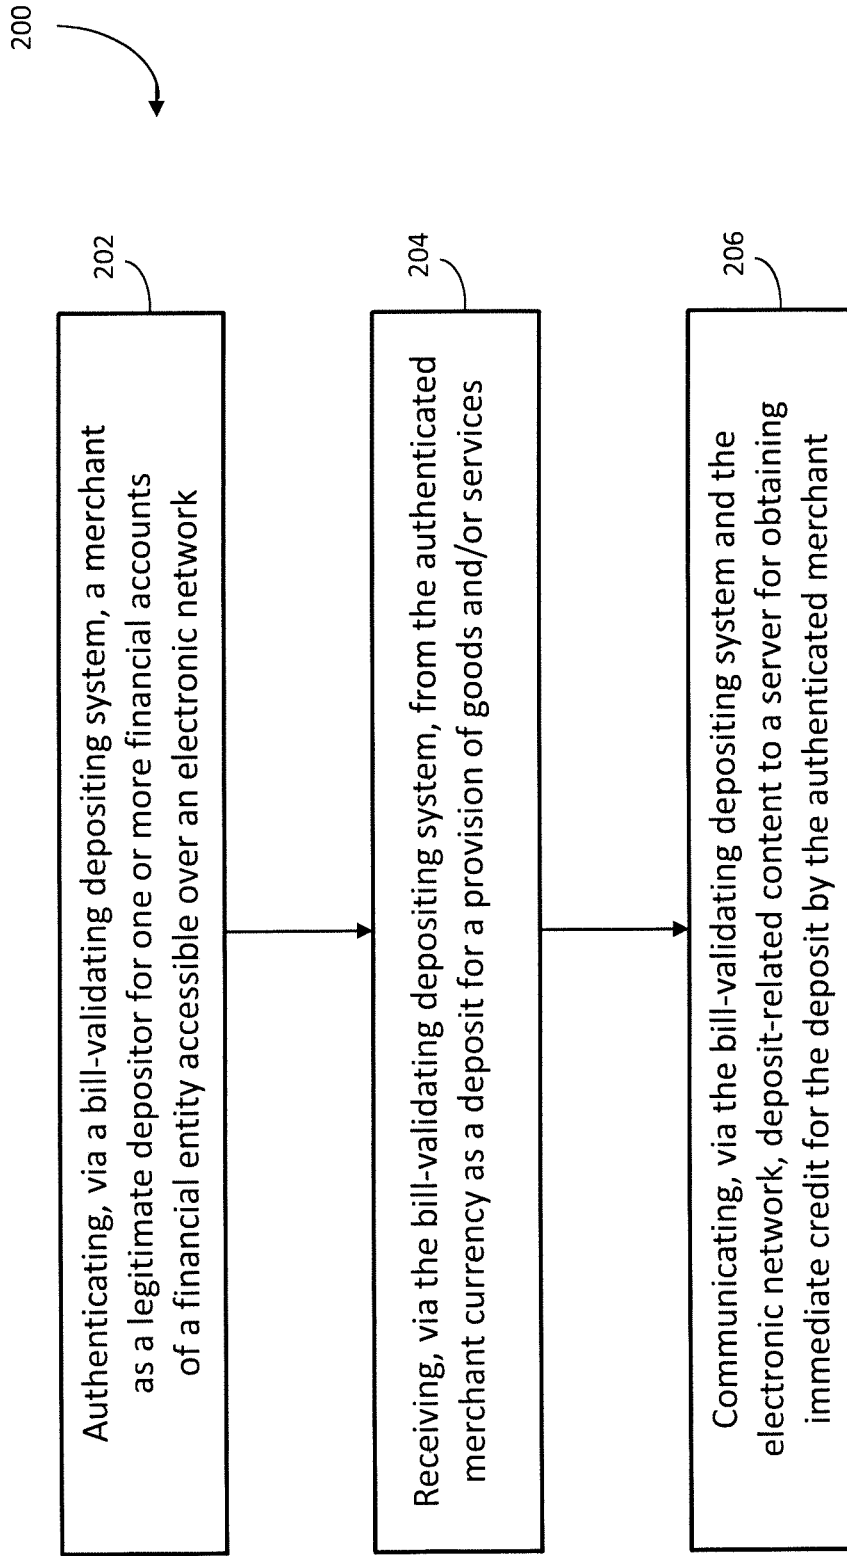 200
202
Authenticating, via a bill-validating depositing system, a merchant
as a legitimate depositor for one or more financial accounts
of a financial entity accessible over an electronic network
204
Receiving, via the bill-validating depositing system, from the authenticated
merchant currency as a deposit for a provision of goods and/or services
206
Communicating, via the bill-validating depositing system and the
electronic network, deposit-related content to a server for obtaining
immediate credit for the deposit by the authenticated merchant